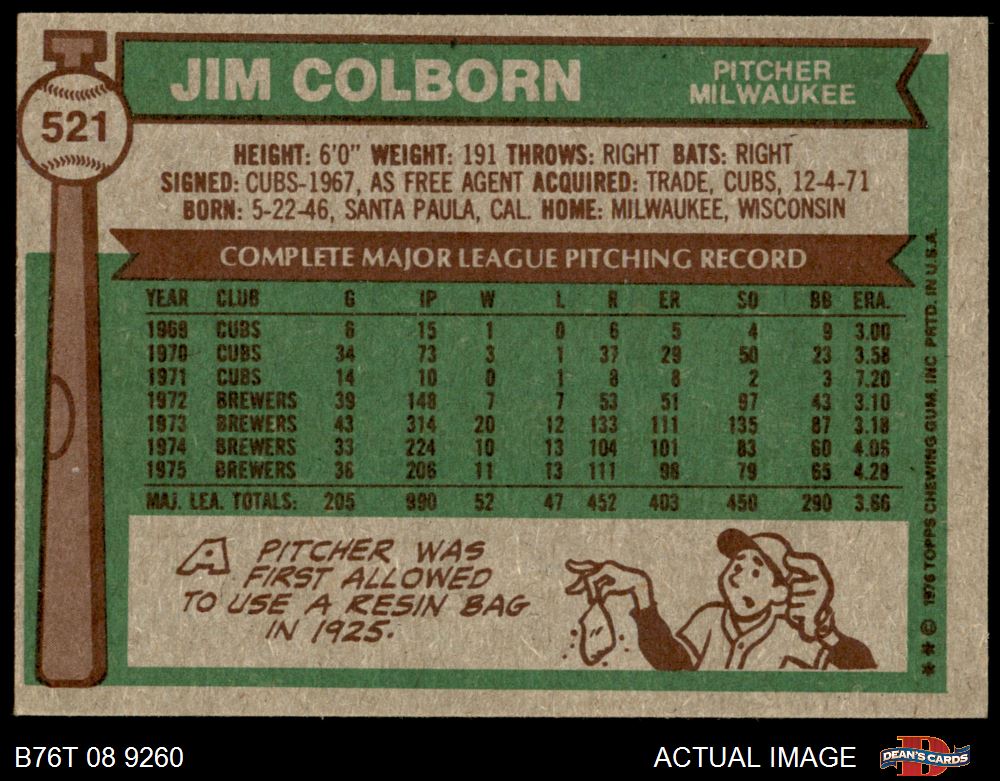 521
JIM COLBORN
PITCHER
MILWAUKEE
HEIGHT: 6'0" WEIGHT: 191 THROWS: RIGHT BATS: RIGHT
SIGNED: CUBS-1967, AS FREE AGENT ACQUIRED: TRADE, CUBS, 12-4-71
BORN: 5-22-46, SANTA PAULA, CAL. HOME: MILWAUKEE, WISCONSIN
COMPLETE MAJOR LEAGUE PITCHING RECORD
YEAR CLUB G IP W L R ER SO BB ERA.
1969 CUBS 6 15 1 0 6 5 4 9 3.00
1970 CUBS 34 73 3 1 37 29 50 23 3.58
1971 CUBS 14 10 0 1 8 8 2 3 7.20
1972 BREWERS 39 148 7 7 53 51 97 43 3.10
1973 BREWERS 43 314 20 12 133 111 135 87 3.18
1974 BREWERS 33 224 10 13 104 101 83 60 4.06
1975 BREWERS 36 206 11 13 111 98 79 65 4.28
MAJ. LEA. TOTALS: 205 990 52 47 452 403 450 290 3.66
A PITCHER WAS
FIRST ALLOWED
TO USE A RESIN BAG
IN 1925.
** © 1976 TOPPS CHEWING GUM, INC PRTD. IN U.S.A.
B76T 08 9260
ACTUAL IMAGE
DEAN'S CARDS